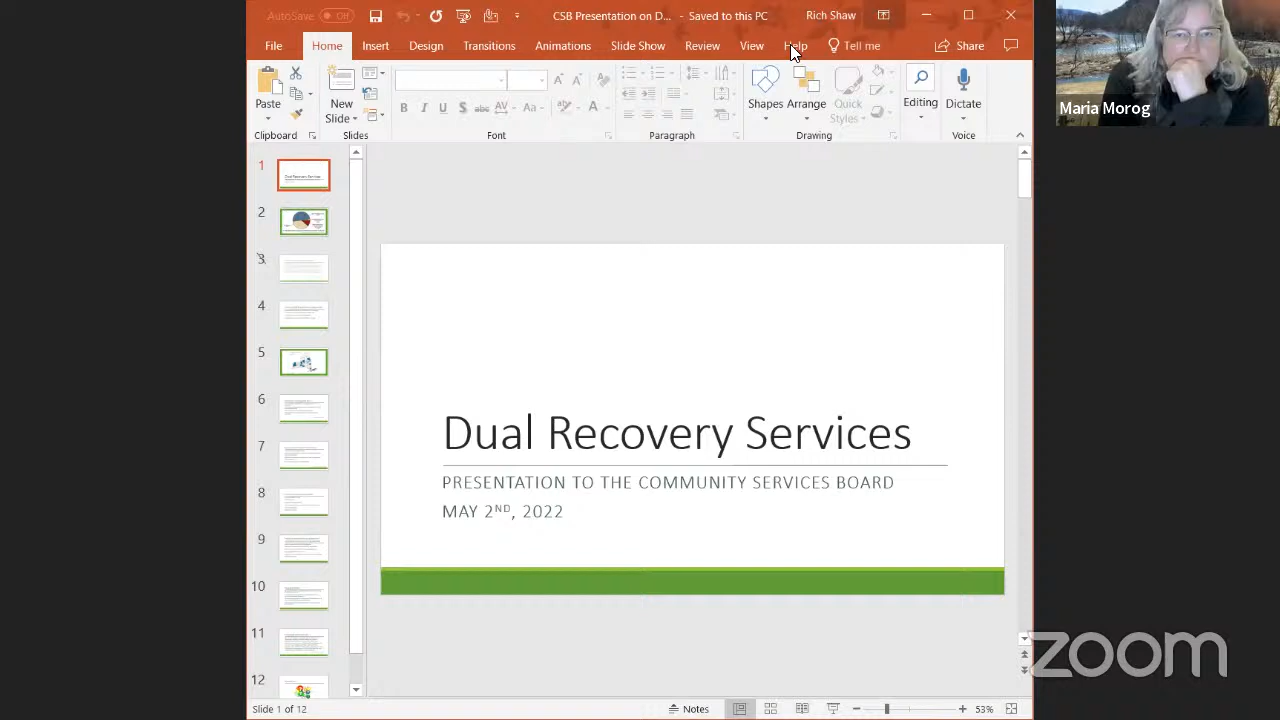 AutoSave Off
CSB Presentation on D... - Saved to this PC
Rich Shaw
File Home Insert Design Transitions Animations Slide Show Review View Help Tell me Share
Paste
New
Slide
Shapes Arrange Quick
Styles
Editing
Dictate
B I U S abc AV Aa A
Clipboard Slides Font Paragraph Drawing Voice
Maria Morog
1
2
3
4
5
6
7
8
9
10
11
12
Dual Recovery Services
PRESENTATION TO THE COMMUNITY SERVICES BOARD
MAY 2ND, 2022
zoom
Slide 1 of 12
Notes
53%